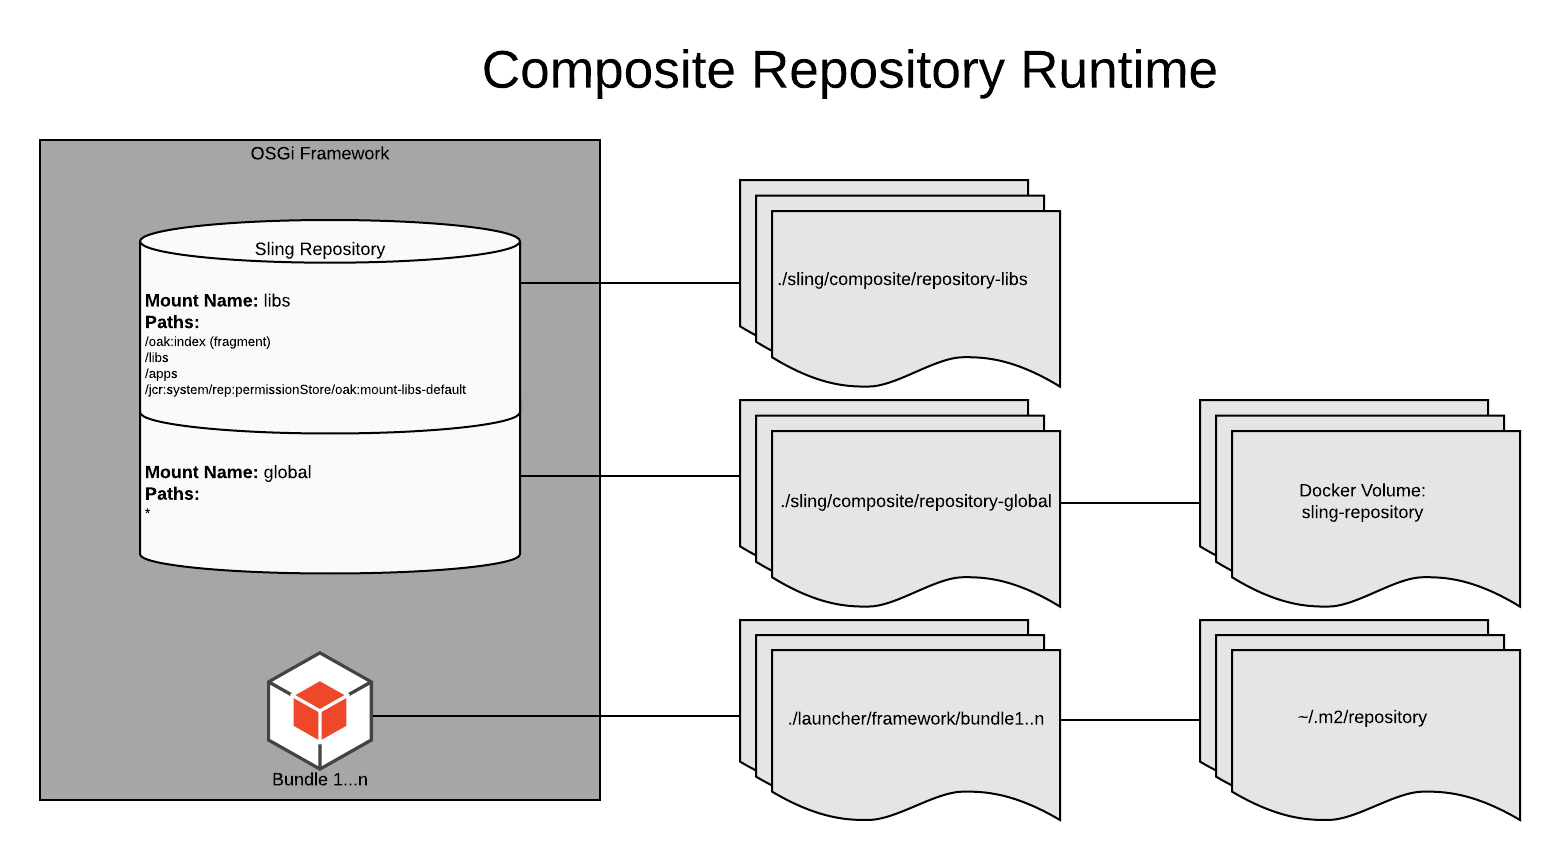 Composite Repository Runtime
OSGi Framework
Sling Repository
Mount Name: libs
Paths:
/oak:index (fragment)
/libs
/apps
/jcr:system/rep:permissionStore/oak:mount-libs-default
Mount Name: global
Paths:
*
Bundle 1...n
./sling/composite/repository-libs
./sling/composite/repository-global
Docker Volume:
sling-repository
./launcher/framework/bundle1..n
~/.m2/repository